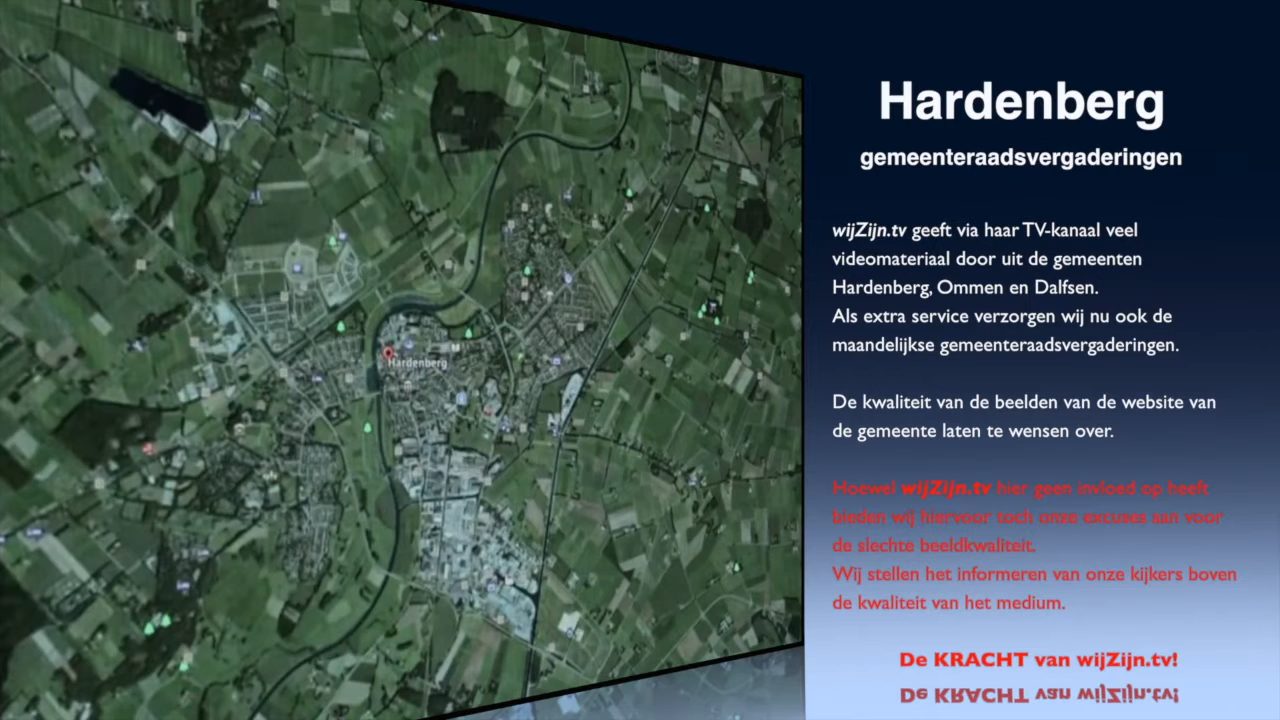 Hardenberg
gemeenteraadsvergaderingen
wijZijn.tv geeft via haar TV-kanaal veel
videomateriaal door uit de gemeenten
Hardenberg, Ommen en Dalfsen.
Als extra service verzorgen wij nu ook de
maandelijkse gemeenteraadsvergaderingen.
De kwaliteit van de beelden van de website van
de gemeente laten te wensen over.
Hoewel wijZijn.tv hier geen invloed op heeft
bieden wij hiervoor toch onze excuses aan voor
de slechte beeldkwaliteit.
Wij stellen het informeren van onze kijkers boven
de kwaliteit van het medium.
De KRACHT van wijZijn.tv!
Hardenberg